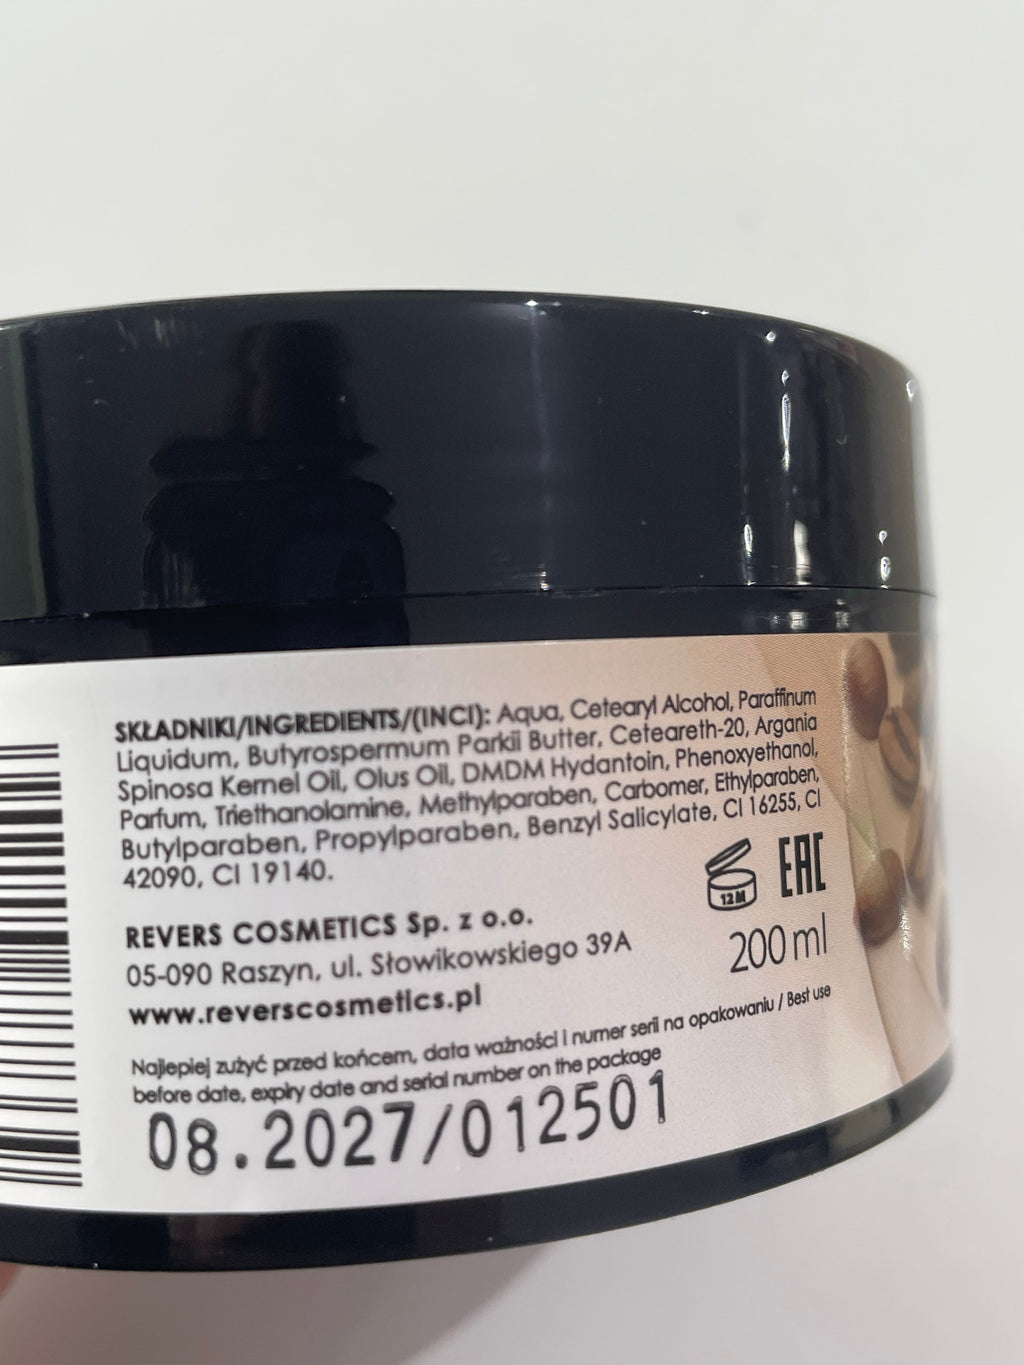 SKŁADNIKI/INGREDIENTS/(INCI): Aqua, Cetearyl Alcohol, Paraffinum
Liquidum, Butyrospermum Parkii Butter, Ceteareth-20, Argania
Spinosa Kernel Oil, Olus Oil, DMDM Hydantoin, Phenoxyethanol,
Parfum, Triethanolamine, Methylparaben, Carbomer, Ethylparaben,
Butylparaben, Propylparaben, Benzyl Salicylate, CI 16255, CI
42090, CI 19140.
12M
EAC
REVERS COSMETICS Sp. z o.o.
05-090 Raszyn, ul. Słowikowskiego 39A
200 ml
www.reverscosmetics.pl
Najlepiej zużyć przed końcem, data ważności i numer serii na opakowaniu / Best use
before date, expiry date and serial number on the package
08.2027/012501